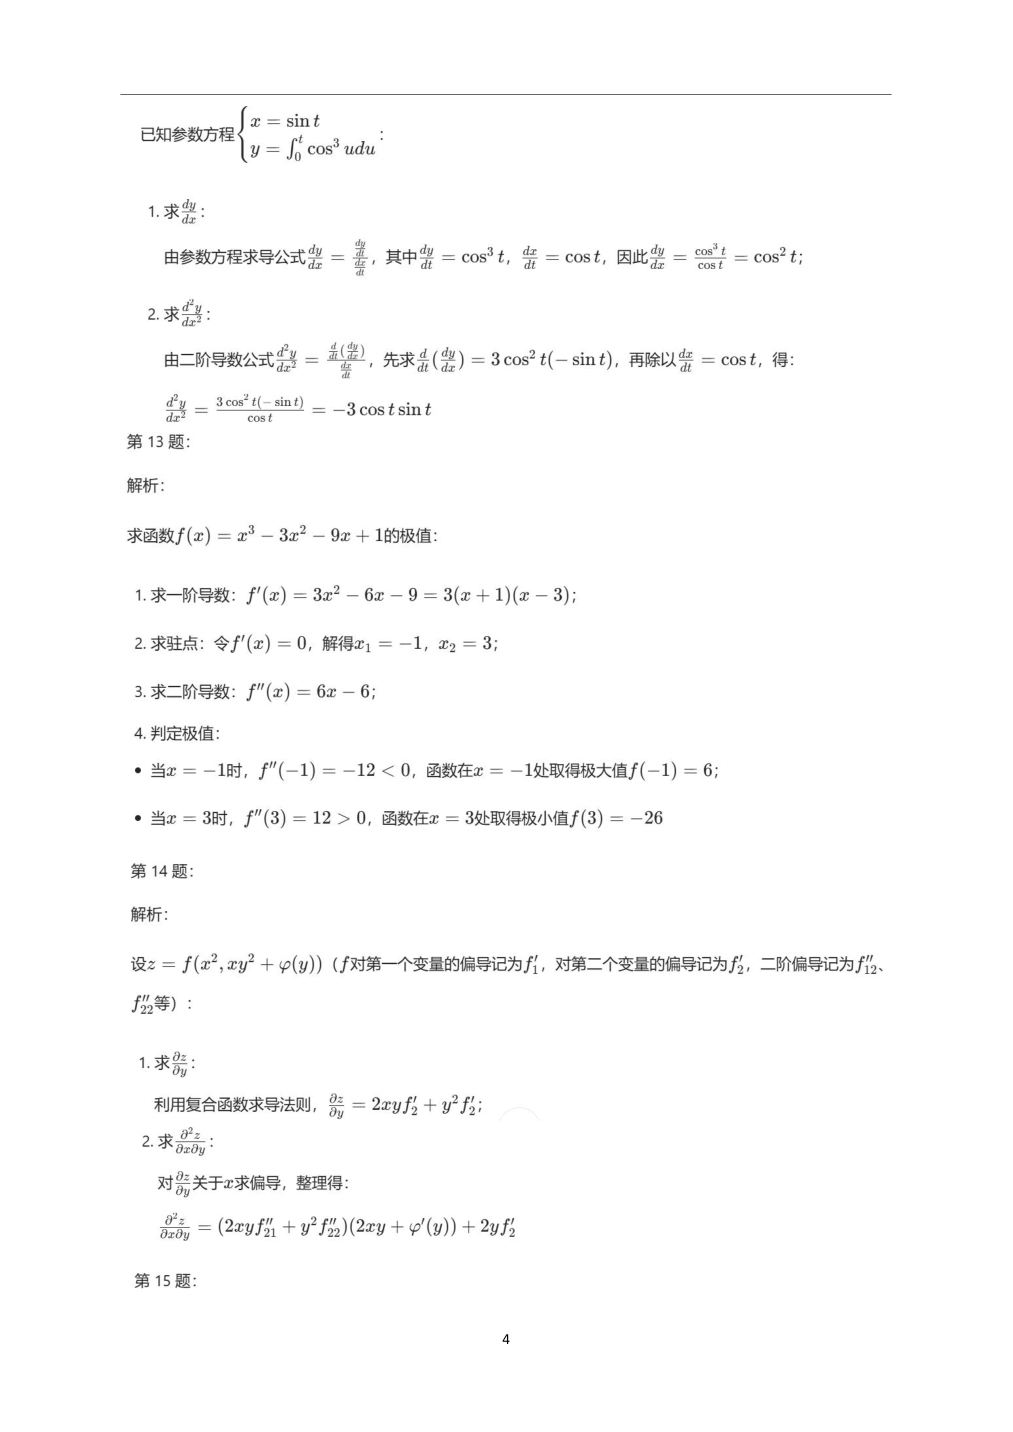 已知参数方程{x = sin t
y = ∫₀ᵗ cos³ udu :
1. 求dy/dx:
由参数方程求导公式dy/dx = (dy/dt)/(dx/dt)，其中dy/dt = cos³ t，dx/dt = cos t，因此dy/dx = cos³ t/cos t = cos² t;
2. 求d²y/dx²:
由二阶导数公式d²y/dx² = (d/dt(dy/dx))/(dx/dt)，先求d/dt(dy/dx) = 3 cos² t(− sin t)，再除以dx/dt = cos t，得:
d²y/dx² = 3 cos² t(− sin t)/cos t = −3 cos t sin t
第 13 题:
解析:
求函数f(x) = x³ − 3x² − 9x + 1的极值:
1. 求一阶导数: f′(x) = 3x² − 6x − 9 = 3(x + 1)(x − 3);
2. 求驻点: 令f′(x) = 0，解得x₁ = −1，x₂ = 3;
3. 求二阶导数: f″(x) = 6x − 6;
4. 判定极值:
• 当x = −1时，f″(−1) = −12 < 0，函数在x = −1处取得极大值f(−1) = 6;
• 当x = 3时，f″(3) = 12 > 0，函数在x = 3处取得极小值f(3) = −26
第 14 题:
解析:
设z = f(x², xy² + φ(y))（f对第一个变量的偏导记为f′₁，对第二个变量的偏导记为f′₂，二阶偏导记为f″₁₂、
f″₂₂等）:
1. 求∂z/∂y:
利用复合函数求导法则，∂z/∂y = 2xyf′₂ + y²f′₂;
2. 求∂²z/∂x∂y:
对∂z/∂y关于x求偏导，整理得:
∂²z/∂x∂y = (2xyf″₂₁ + y²f″₂₂)(2xy + φ′(y)) + 2yf′₂
第 15 题:
4